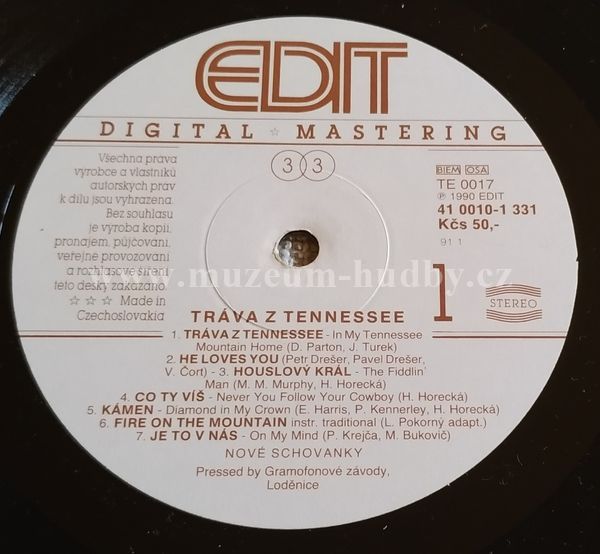 EDIT
DIGITAL ☆ MASTERING
33
Všechna práva
výrobce a vlastníků
autorských práv
k dílu jsou vyhrazena.
Bez souhlasu
je výroba kopií,
pronájem, půjčování,
veřejné provozování
a rozhlasové šíření
této desky zakázáno.
☆ ☆ ☆ Made in
Czechoslovakia
BIEM OSA
TE 0017
℗ 1990 EDIT
41 0010-1 331
Kčs 50,-
91 1
1
STEREO
www.muzeum-hudby.cz
TRÁVA Z TENNESSEE
1. TRÁVA Z TENNESSEE - In My Tennessee
Mountain Home (D. Parton, J. Turek)
2. HE LOVES YOU (Petr Drešer, Pavel Drešer,
V. Čort) - 3. HOUSLOVÝ KRÁL - The Fiddlin'
Man (M. M. Murphy, H. Horecká)
4. CO TY VÍŠ - Never You Follow Your Cowboy (H. Horecká)
5. KÁMEN - Diamond in My Crown (E. Harris, P. Kennerley, H. Horecká)
6. FIRE ON THE MOUNTAIN instr. traditional (L. Pokorný adapt.)
7. JE TO V NÁS - On My Mind (P. Krejča, M. Bukovič)
NOVÉ SCHOVANKY
Pressed by Gramofonové závody,
Loděnice